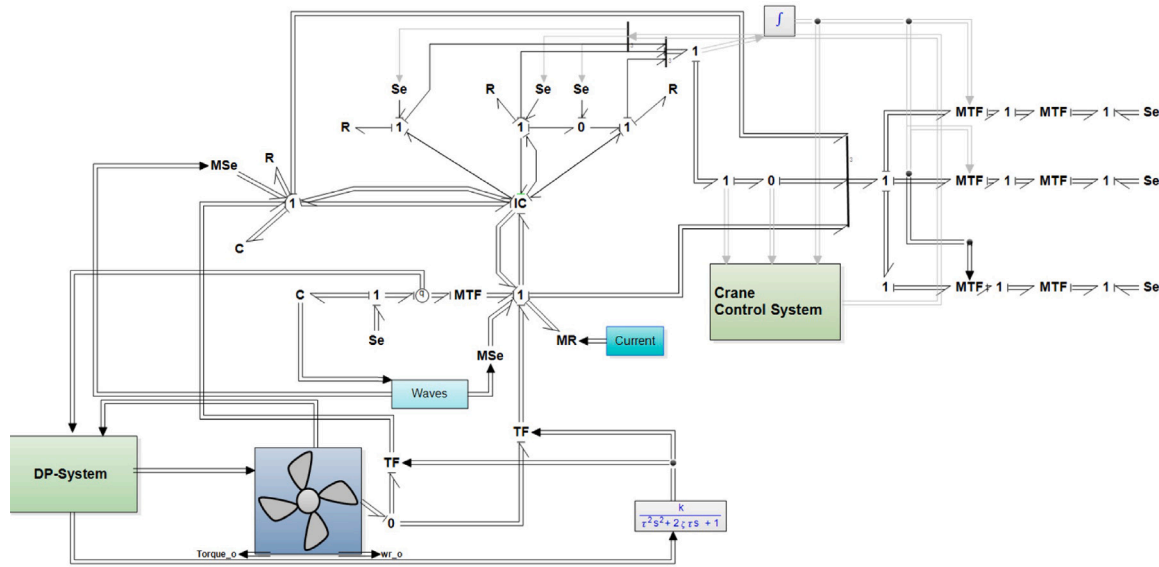 ∫
1
Se
Se
Se
R
R
R
1
1
0
1
MTF 1 MTF 1 Se
MSe
R
1
IC
1 0
1
MTF 1 MTF 1 Se
C
C
1
q
MTF
1
Crane
Control System
1 MTF 1 MTF 1 Se
Se
MSe
MR
Current
Waves
TF
DP-System
TF
0
k
τ²s²+2ςτs +1
Torque_o
wr_o